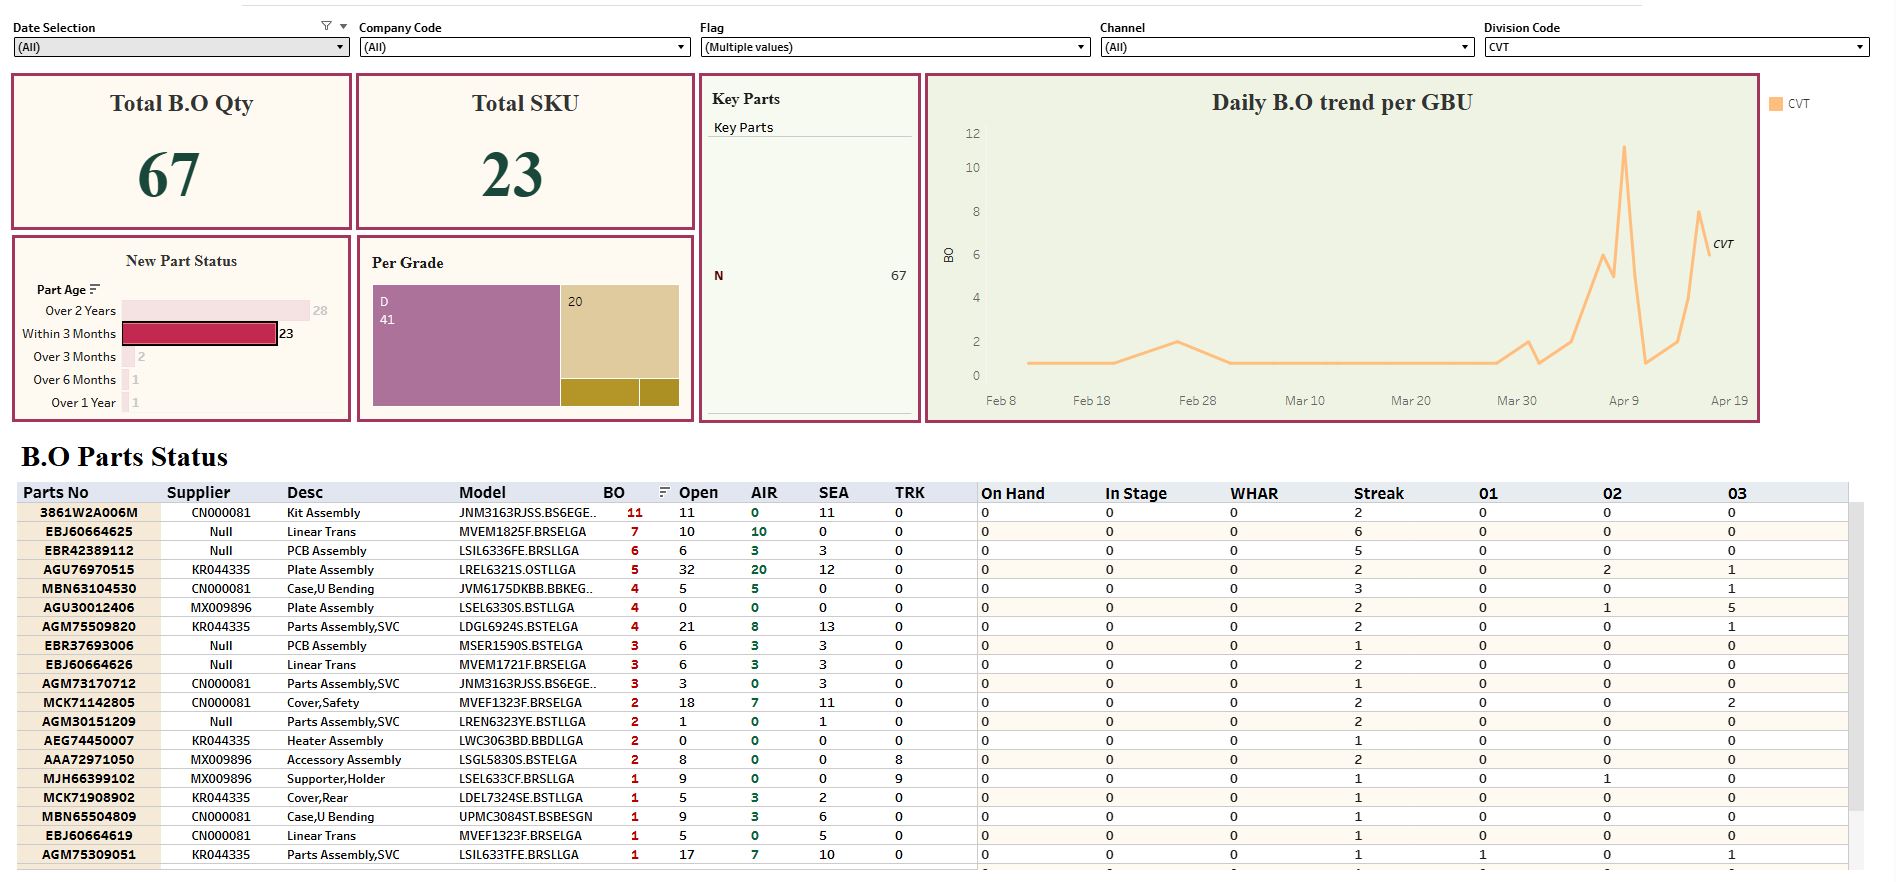 Date Selection Company Code Flag Channel Division Code
(All) (All) (Multiple values) (All) CVT
Total B.O Qty
67
Total SKU
23
Key Parts
Key Parts
N 67
Daily B.O trend per GBU
12
10
8
6
4
2
0
BO
CVT
Feb 8 Feb 18 Feb 28 Mar 10 Mar 20 Mar 30 Apr 9 Apr 19
CVT
New Part Status
Part Age
Over 2 Years 28
Within 3 Months 23
Over 3 Months 2
Over 6 Months 1
Over 1 Year 1
Per Grade
D
41
20
B.O Parts Status
Parts No Supplier Desc Model BO Open AIR SEA TRK On Hand In Stage WHAR Streak 01 02 03
3861W2A006M CN000081 Kit Assembly JNM3163RJSS.BS6EGE.. 11 11 0 11 0 0 0 0 2 0 0 0
EBJ60664625 Null Linear Trans MVEM1825F.BRSELGA 7 10 10 0 0 0 0 0 6 0 0 0
EBR42389112 Null PCB Assembly LSIL6336FE.BRSLLGA 6 6 3 3 0 0 0 0 5 0 0 0
AGU76970515 KR044335 Plate Assembly LREL6321S.OSTLLGA 5 32 20 12 0 0 0 0 2 0 2 1
MBN63104530 CN000081 Case,U Bending JVM6175DKBB.BBKEG.. 4 5 5 0 0 0 0 0 3 0 0 1
AGU30012406 MX009896 Plate Assembly LSEL6330S.BSTLLGA 4 0 0 0 0 0 0 0 2 0 1 5
AGM75509820 KR044335 Parts Assembly,SVC LDGL6924S.BSTELGA 4 21 8 13 0 0 0 0 2 0 0 1
EBR37693006 Null PCB Assembly MSER1590S.BSTELGA 3 6 3 3 0 0 0 0 1 0 0 0
EBJ60664626 Null Linear Trans MVEM1721F.BRSELGA 3 6 3 3 0 0 0 0 2 0 0 0
AGM73170712 CN000081 Parts Assembly,SVC JNM3163RJSS.BS6EGE.. 3 3 0 3 0 0 0 0 1 0 0 0
MCK71142805 CN000081 Cover,Safety MVEF1323F.BRSELGA 2 18 7 11 0 0 0 0 2 0 0 2
AGM30151209 Null Parts Assembly,SVC LREN6323YE.BSTLLGA 2 1 0 1 0 0 0 0 2 0 0 0
AEG74450007 KR044335 Heater Assembly LWC3063BD.BBDLLGA 2 0 0 0 0 0 0 0 1 0 0 0
AAA72971050 MX009896 Accessory Assembly LSGL5830S.BSTELGA 2 8 0 0 8 0 0 0 2 0 0 0
MJH66399102 MX009896 Supporter,Holder LSEL633CF.BRSLLGA 1 9 0 0 9 0 0 0 1 0 1 0
MCK71908902 KR044335 Cover,Rear LDEL7324SE.BSTLLGA 1 5 3 2 0 0 0 0 1 0 0 0
MBN65504809 CN000081 Case,U Bending UPMC3084ST.BSBESGN 1 9 3 6 0 0 0 0 1 0 0 0
EBJ60664619 CN000081 Linear Trans MVEF1323F.BRSELGA 1 5 0 5 0 0 0 0 1 0 0 0
AGM75309051 KR044335 Parts Assembly,SVC LSIL633TFE.BRSLLGA 1 17 7 10 0 0 0 0 1 1 0 1